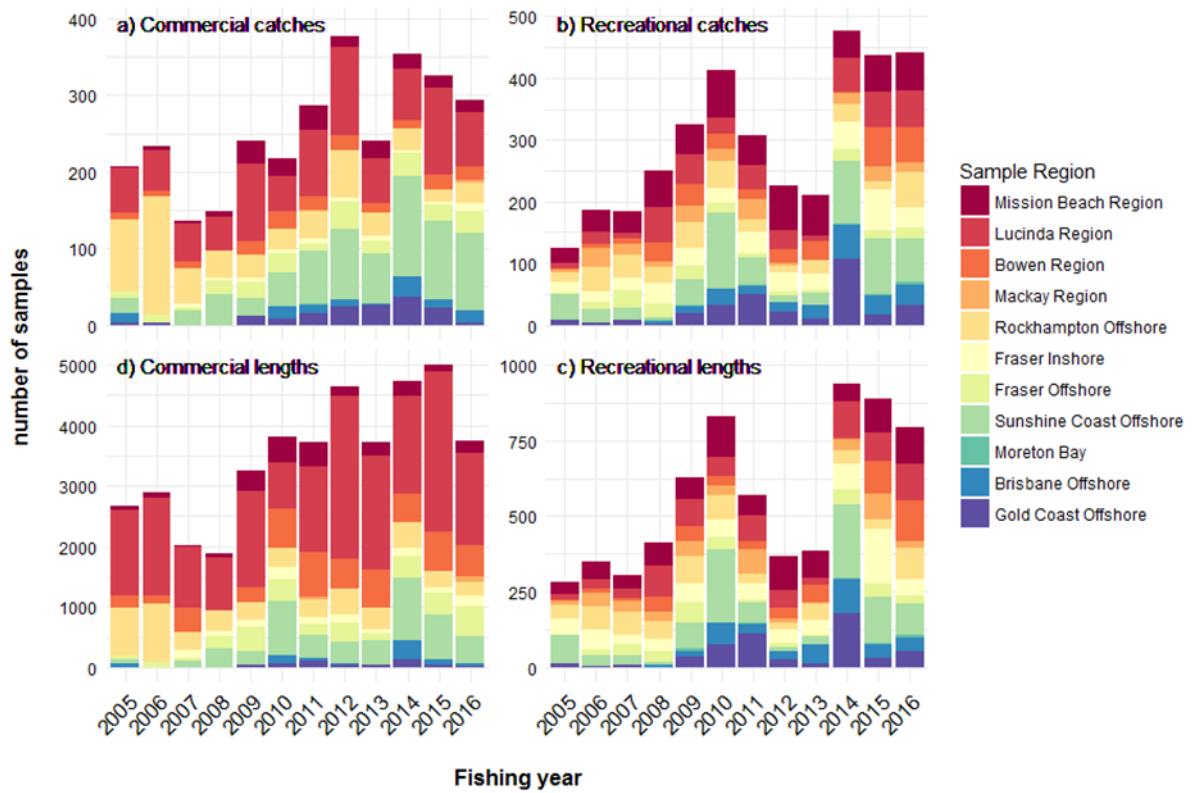 a) Commercial catches
b) Recreational catches
400
300
200
100
0
500
400
300
200
100
0
number of samples
d) Commercial lengths
c) Recreational lengths
5000
4000
3000
2000
1000
0
1000
750
500
250
0
2005 2006 2007 2008 2009 2010 2011 2012 2013 2014 2015 2016
2005 2006 2007 2008 2009 2010 2011 2012 2013 2014 2015 2016
Fishing year
Sample Region
Mission Beach Region
Lucinda Region
Bowen Region
Mackay Region
Rockhampton Offshore
Fraser Inshore
Fraser Offshore
Sunshine Coast Offshore
Moreton Bay
Brisbane Offshore
Gold Coast Offshore